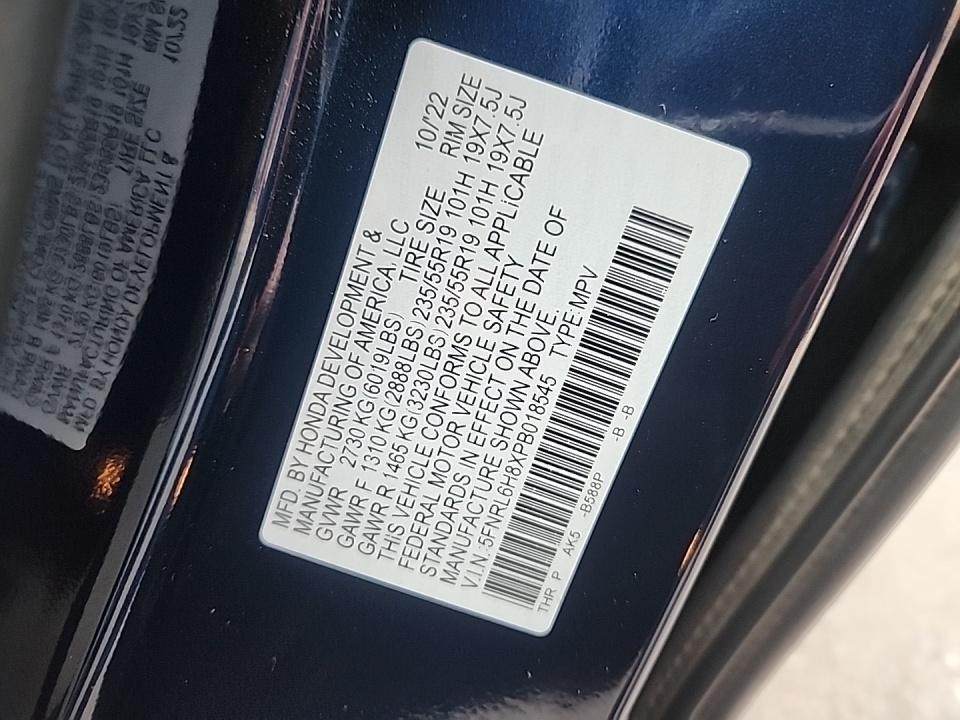 MFD. BY HONDA DEVELOPMENT &
MANUFACTURING OF AMERICA, LLC 10/'22
GVWR 2730 KG(6019LBS) TIRE SIZE RIM SIZE
GAWR F 1310 KG(2888LBS) 235/55R19 101H 19X7.5J
GAWR R 1465 KG(3230LBS) 235/55R19 101H 19X7.5J
THIS VEHICLE CONFORMS TO ALL APPLICABLE
FEDERAL MOTOR VEHICLE SAFETY
STANDARDS IN EFFECT ON THE DATE OF
MANUFACTURE SHOWN ABOVE.
V.I.N.:5FNRL6H8XPB018545 TYPE:MPV
THR P AK5 -B588P -B -B